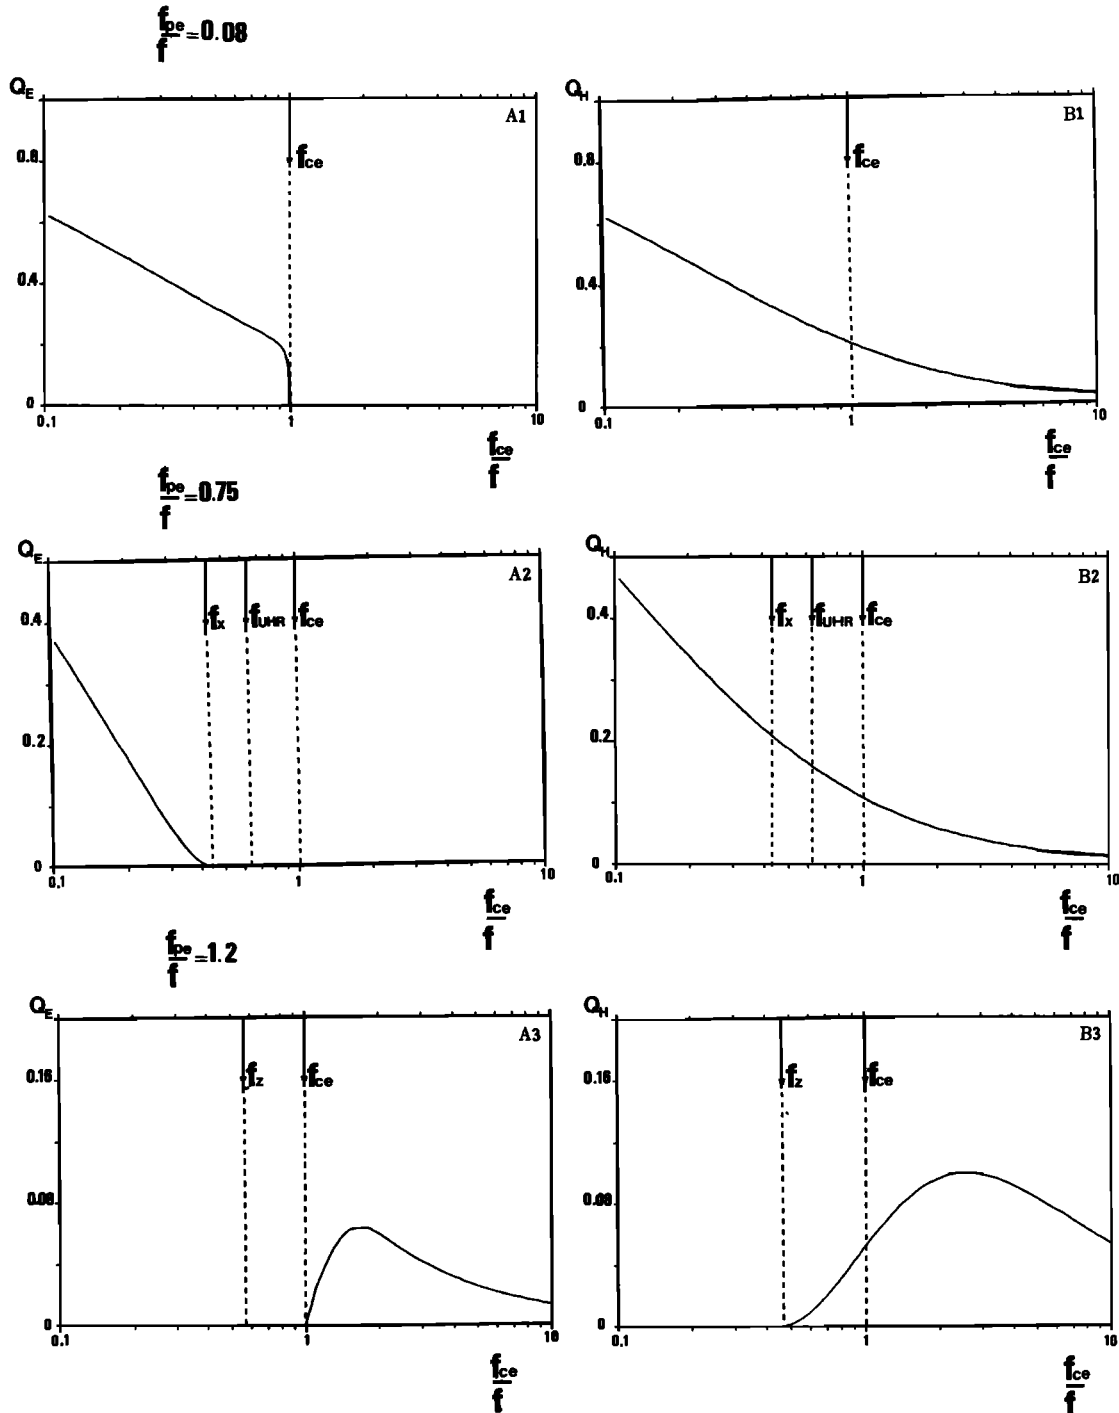 fpe/f = 0.08
QE
A1
0.8
fce
0.4
0
0.1 1 10
fce/f
QH
B1
0.8
fce
0.4
0
0.1 1 10
fce/f
fpe/f = 0.75
QE
A2
0.4
fx fUHR fce
0.2
0
0.1 1 10
fce/f
QH
B2
0.4
fx fUHR fce
0.2
0
0.1 1 10
fce/f
fpe/f = 1.2
QE
A3
0.16
fz fce
0.08
0
0.1 1 10
fce/f
QH
B3
0.16
fz fce
0.08
0
0.1 1 10
fce/f